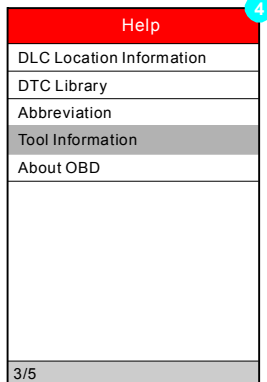 4
Help
DLC Location Information
DTC Library
Abbreviation
Tool Information
About OBD
3/5